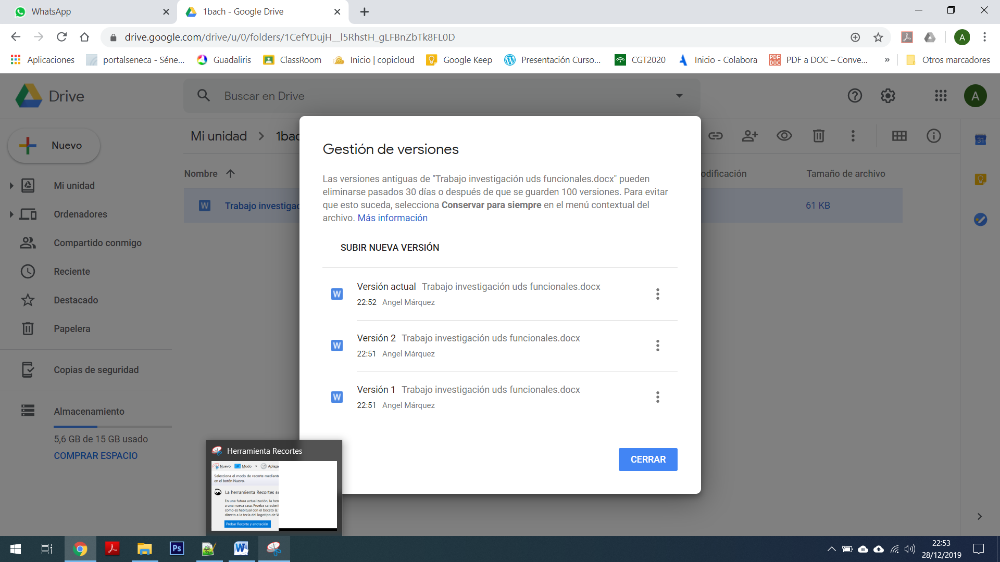 WhatsApp
1bach - Google Drive
drive.google.com/drive/u/0/folders/1CefYDujH__l5RhstH_gLFBnZbTk8FL0D
A
Aplicaciones
portalseneca - Séne...
Guadaliris
ClassRoom
Inicio | copicloud
Google Keep
Presentación Curso...
CGT2020
Inicio - Colabora
PDF DOC
PDF a DOC – Conve...
»
Otros marcadores
Drive
Buscar en Drive
A
Nuevo
Mi unidad
Ordenadores
Compartido conmigo
Reciente
Destacado
Papelera
Copias de seguridad
Almacenamiento
5,6 GB de 15 GB usado
COMPRAR ESPACIO
Mi unidad > 1bac
Nombre
odificación
Tamaño de archivo
W
Trabajo investigac
61 KB
31
Gestión de versiones
Las versiones antiguas de "Trabajo investigación uds funcionales.docx" pueden
eliminarse pasados 30 días o después de que se guarden 100 versiones. Para evitar
que esto suceda, selecciona Conservar para siempre en el menú contextual del
archivo. Más información
SUBIR NUEVA VERSIÓN
W
Versión actual Trabajo investigación uds funcionales.docx
22:52 Angel Márquez
W
Versión 2 Trabajo investigación uds funcionales.docx
22:51 Angel Márquez
W
Versión 1 Trabajo investigación uds funcionales.docx
22:51 Angel Márquez
CERRAR
Herramienta Recortes
Nuevo Modo Aplaza
Selecciona el modo de recorte mediante
en el botón Nuevo.
La herramienta Recortes se
En una futura actualización, la her
a una nueva casa. Prueba caracterís
como es habitual con el boceto &
directo a la tecla del logotipo de W
Probar Recorte y anotación
Ps
W
22:53
28/12/2019